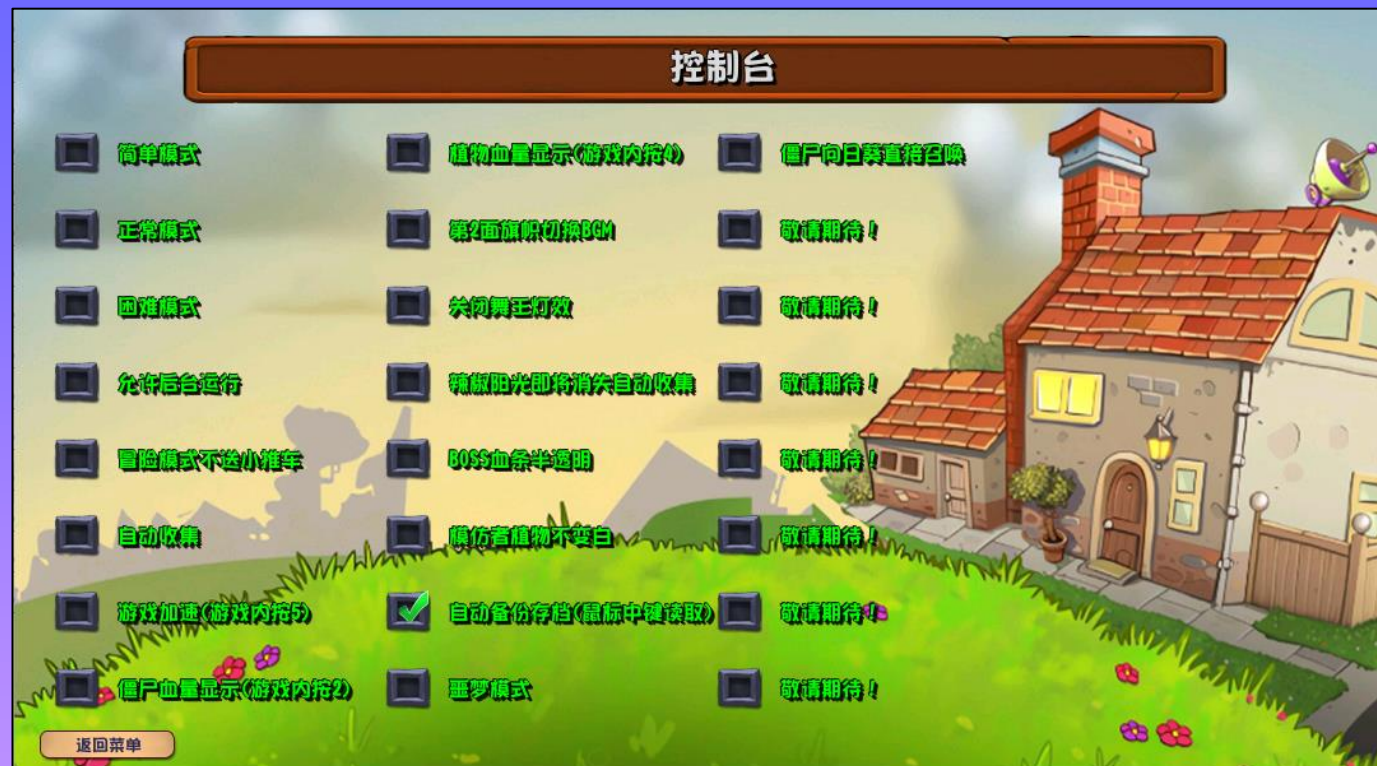 控制台
简单模式
植物血量显示(游戏内按4)
僵尸向日葵直接召唤
正常模式
第2面旗帜切换BGM
敬请期待！
困难模式
关闭舞王灯效
敬请期待！
允许后台运行
辣椒阳光即将消失自动收集
敬请期待！
冒险模式不送小推车
BOSS血条半透明
敬请期待！
自动收集
模仿者植物不变白
敬请期待！
游戏加速(游戏内按5)
自动备份存档(鼠标中键读取)
敬请期待！
僵尸血量显示(游戏内按2)
噩梦模式
敬请期待！
返回菜单